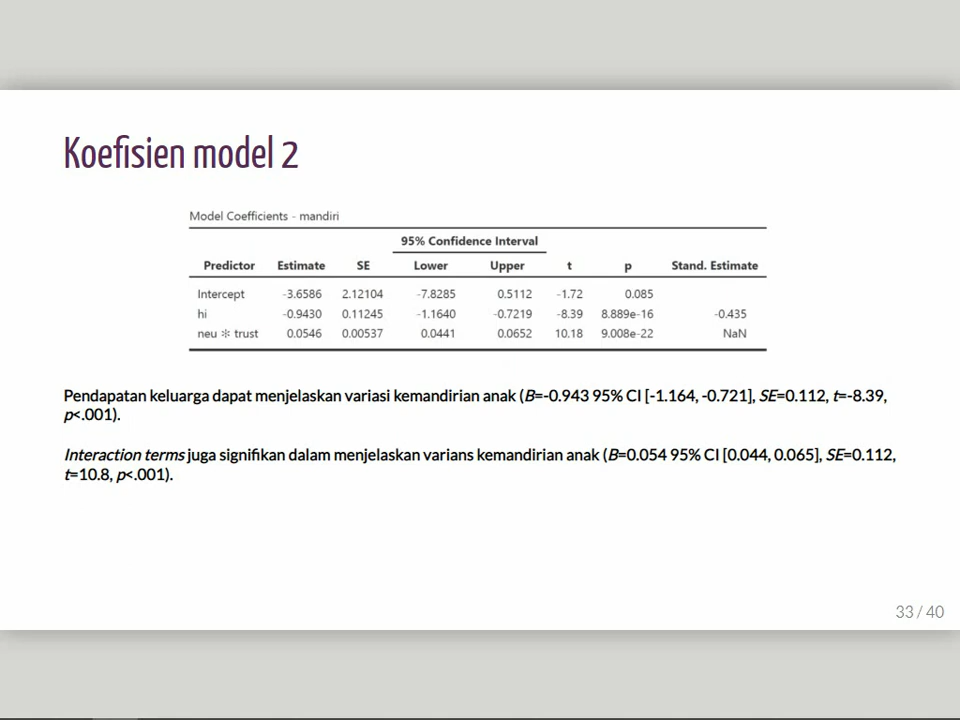 Koefisien model 2
Model Coefficients - mandiri
95% Confidence Interval
Predictor Estimate SE Lower Upper t p Stand. Estimate
Intercept -3.6586 2.12104 -7.8285 0.5112 -1.72 0.085
hi -0.9430 0.11245 -1.1640 -0.7219 -8.39 8.889e-16 -0.435
neu ✻ trust 0.0546 0.00537 0.0441 0.0652 10.18 9.008e-22 NaN
Pendapatan keluarga dapat menjelaskan variasi kemandirian anak (B=-0.943 95% CI [-1.164, -0.721], SE=0.112, t=-8.39,
p<.001).
Interaction terms juga signifikan dalam menjelaskan varians kemandirian anak (B=0.054 95% CI [0.044, 0.065], SE=0.112,
t=10.8, p<.001).
33 / 40